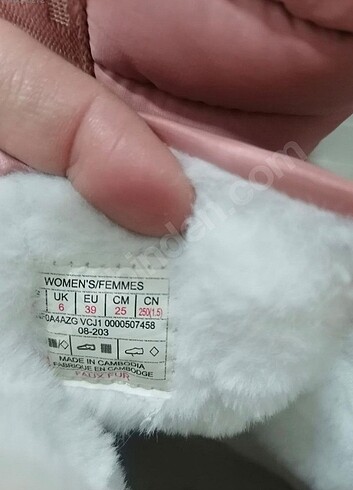 WOMEN'S/FEMMES
UK EU CM CN
6 39 25 250(1.5)
0A4AZG VCJ1 0000507458
08-203
MADE IN CAMBODIA
FABRIQUE EN CAMBODGE
FAUX FUR